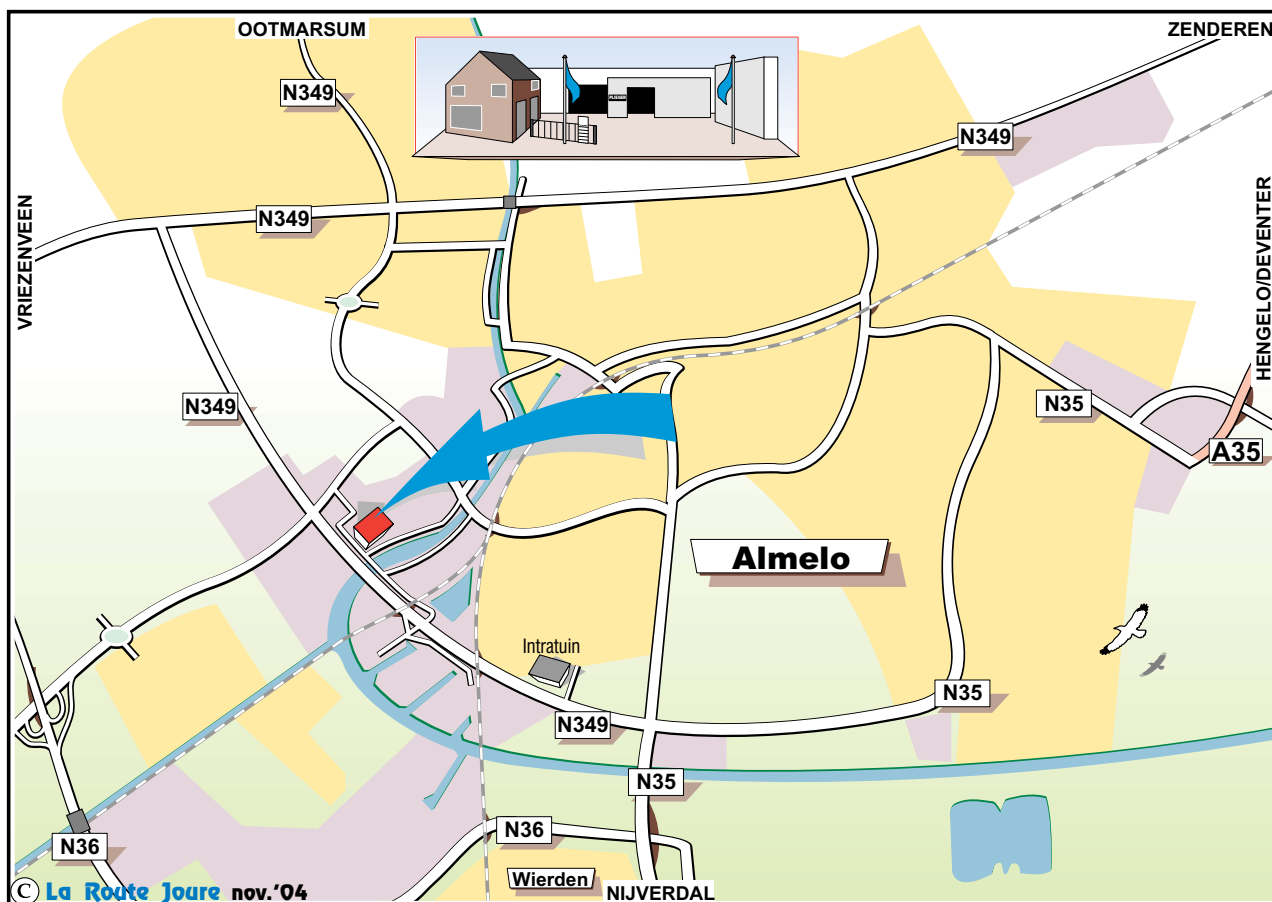 OOTMARSUM
ZENDEREN
N349
PLIEGER
N349
N349
VRIEZENVEEN
HENGELO/DEVENTER
N349
N35
A35
Almelo
Intratuin
N35
N349
N35
N36
N36
Wierden
NIJVERDAL
© La Route Joure nov.'04